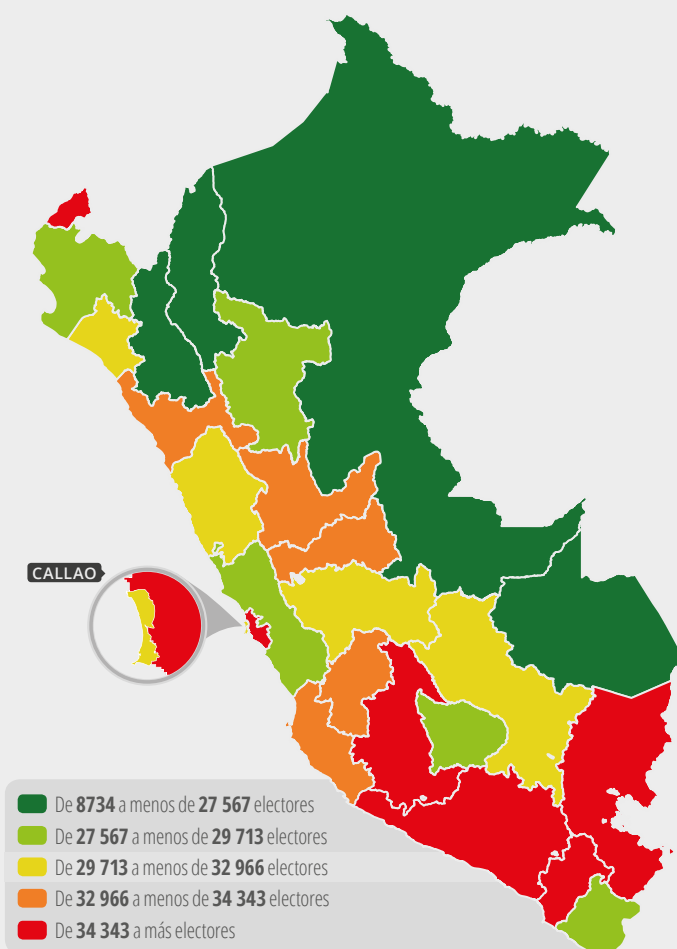 CALLAO
De 8734 a menos de 27 567 electores
De 27 567 a menos de 29 713 electores
De 29 713 a menos de 32 966 electores
De 32 966 a menos de 34 343 electores
De 34 343 a más electores